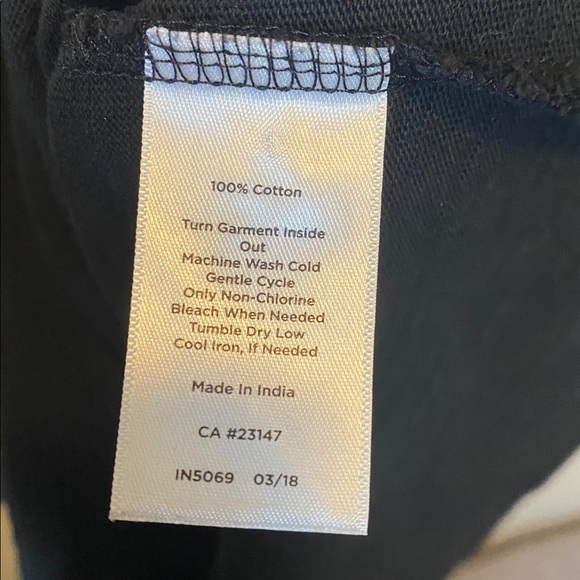 100% Cotton
Turn Garment Inside
Out
Machine Wash Cold
Gentle Cycle
Only Non-Chlorine
Bleach When Needed
Tumble Dry Low
Cool Iron, If Needed
Made In India
CA #23147
IN5069 03/18